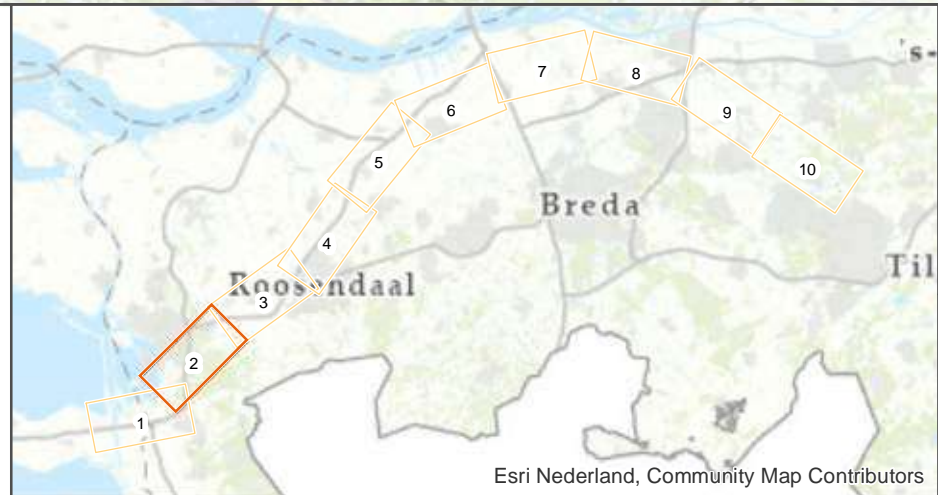 's-
7
8
6
9
5
10
Breda
4
Til
Roosendaal
3
2
1
Esri Nederland, Community Map Contributors